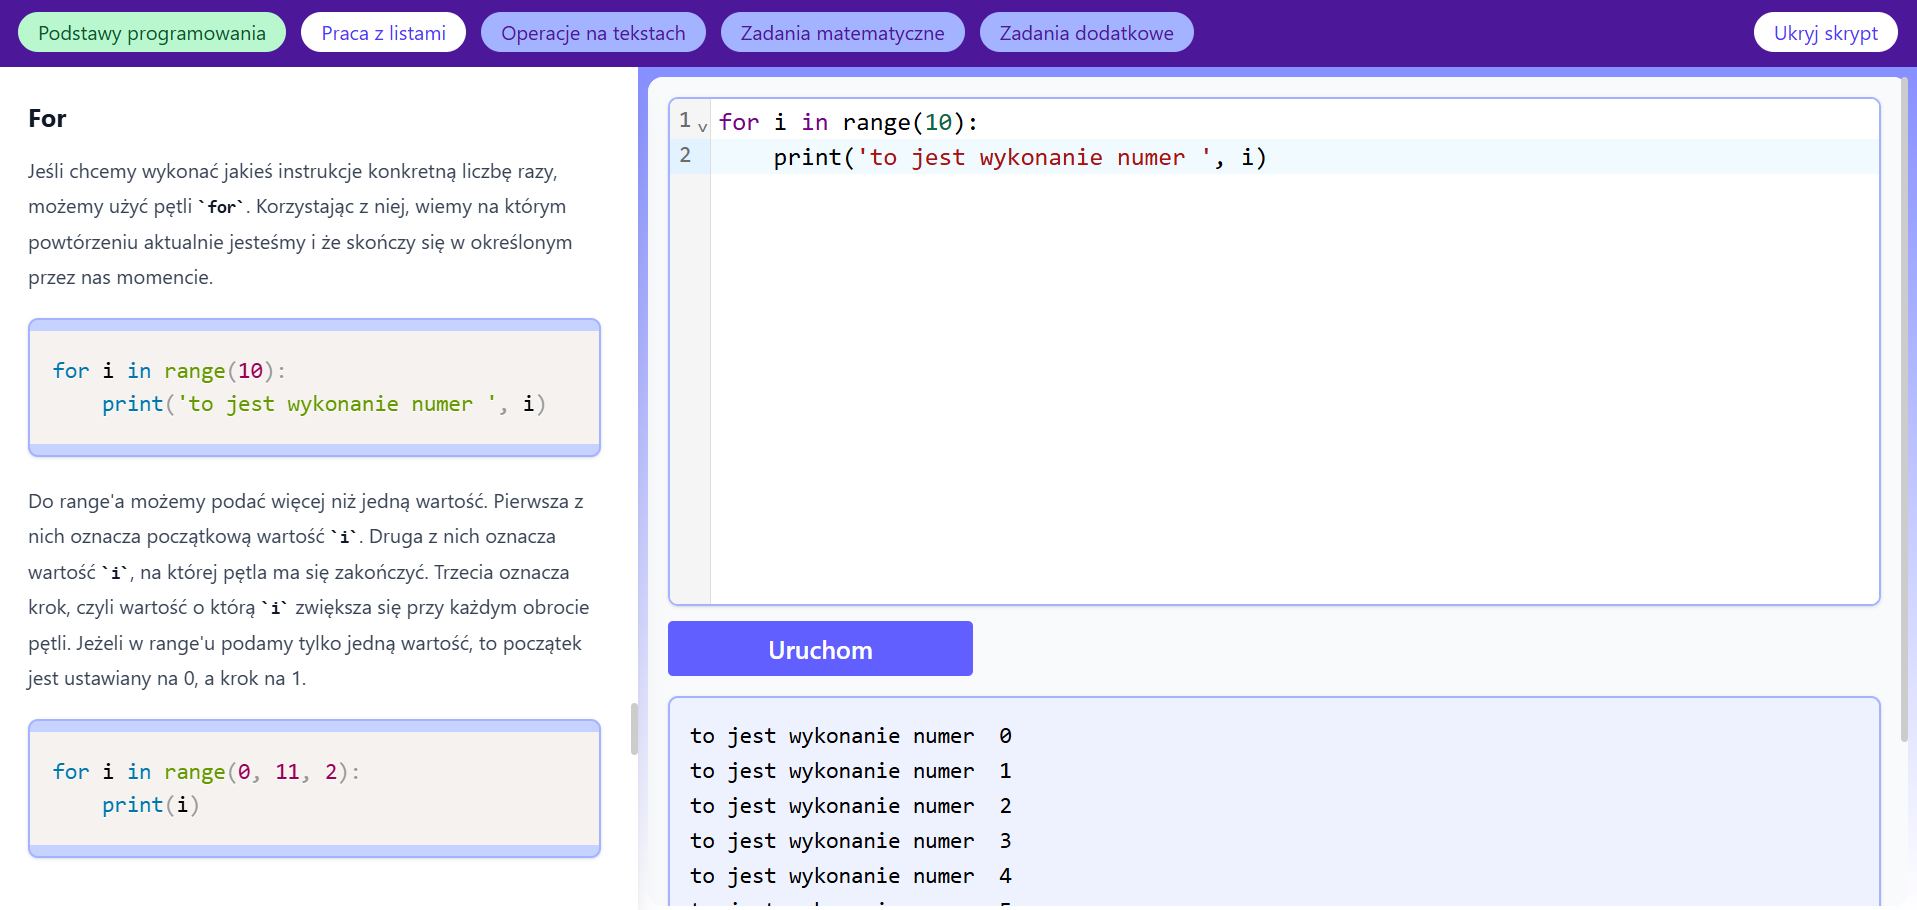 Podstawy programowania
Praca z listami
Operacje na tekstach
Zadania matematyczne
Zadania dodatkowe
Ukryj skrypt
For
Jeśli chcemy wykonać jakieś instrukcje konkretną liczbę razy,
możemy użyć pętli `for`. Korzystając z niej, wiemy na którym
powtórzeniu aktualnie jesteśmy i że skończy się w określonym
przez nas momencie.
for i in range(10):
    print('to jest wykonanie numer ', i)
Do range'a możemy podać więcej niż jedną wartość. Pierwsza z
nich oznacza początkową wartość `i`. Druga z nich oznacza
wartość `i`, na której pętla ma się zakończyć. Trzecia oznacza
krok, czyli wartość o którą `i` zwiększa się przy każdym obrocie
pętli. Jeżeli w range'u podamy tylko jedną wartość, to początek
jest ustawiany na 0, a krok na 1.
for i in range(0, 11, 2):
    print(i)
1 for i in range(10):
2     print('to jest wykonanie numer ', i)
Uruchom
to jest wykonanie numer  0
to jest wykonanie numer  1
to jest wykonanie numer  2
to jest wykonanie numer  3
to jest wykonanie numer  4